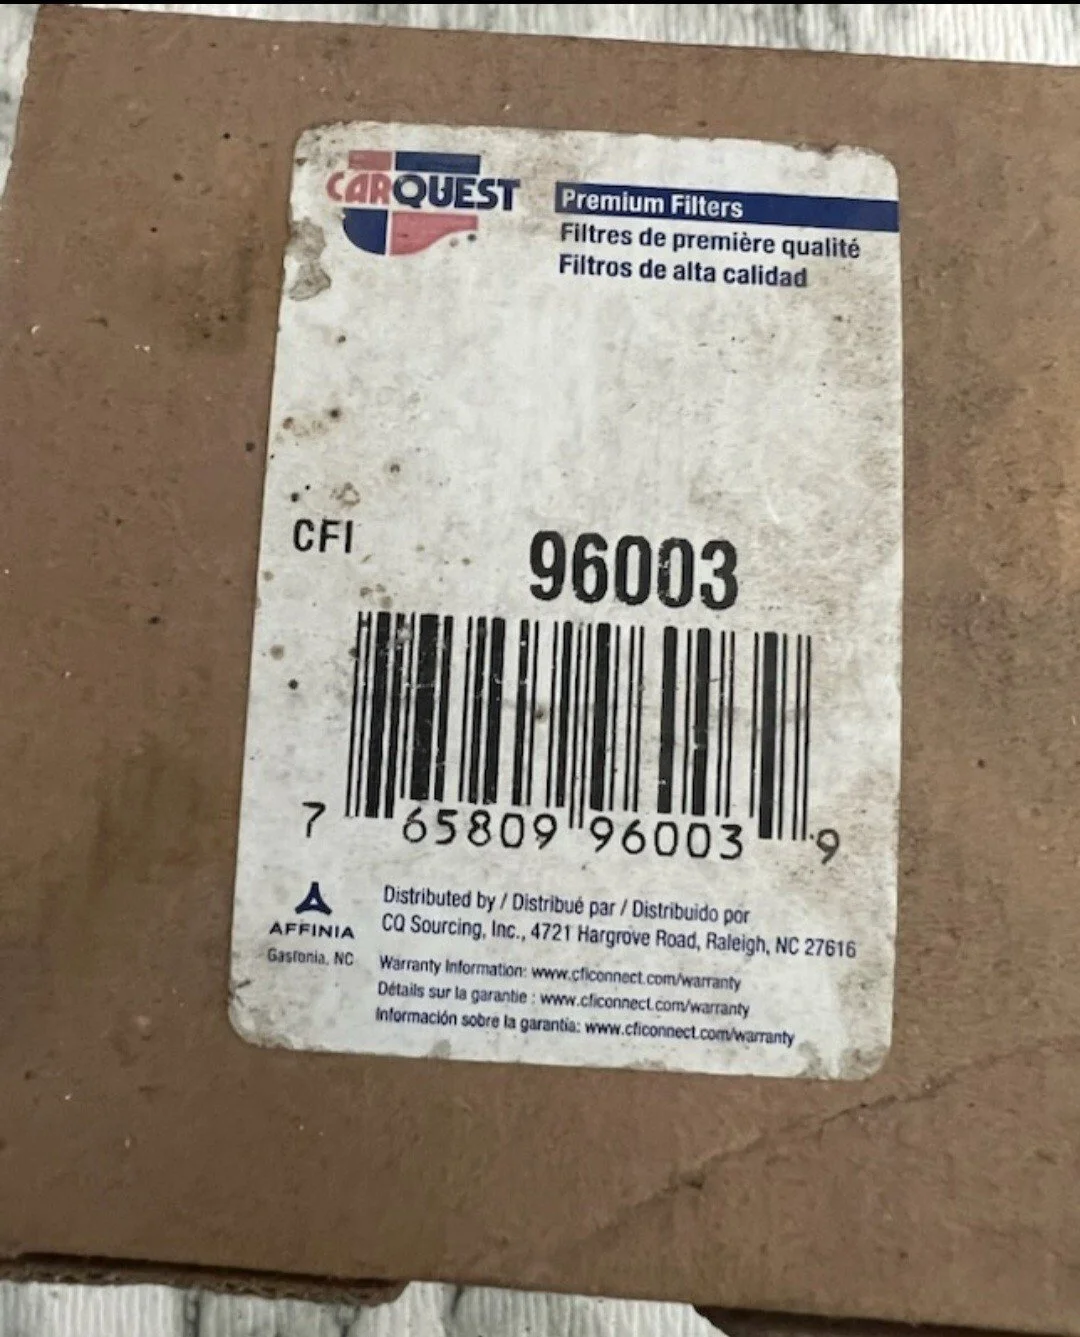 CARQUEST
Premium Filters
Filtres de première qualité
Filtros de alta calidad
CFI
96003
7 65809 96003 9
AFFINIA
Gastonia, NC
Distributed by / Distribué par / Distribuido por
CQ Sourcing, Inc., 4721 Hargrove Road, Raleigh, NC 27616
Warranty Information: www.cficonnect.com/warranty
Détails sur la garantie : www.cficonnect.com/warranty
Información sobre la garantía: www.cficonnect.com/warranty